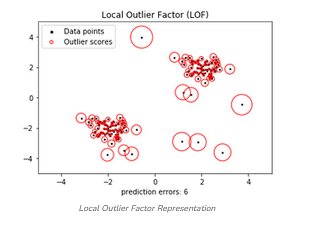 Local Outlier Factor (LOF)
Data points
Outlier scores
4
2
0
−2
−4
−4
−2
0
2
4
prediction errors: 6
Local Outlier Factor Representation